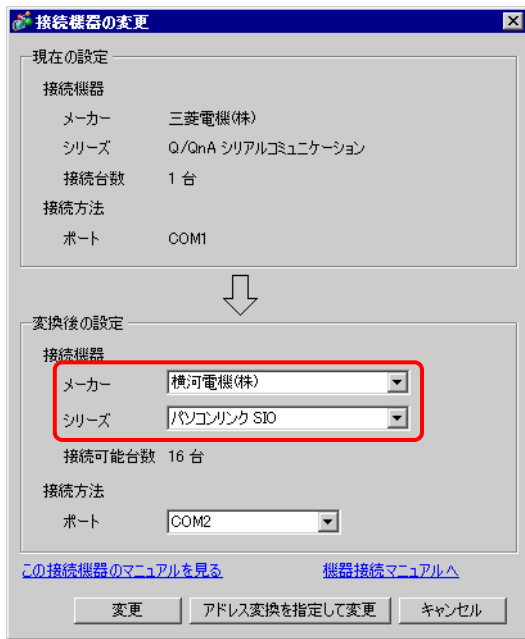 接続機器の変更
現在の設定
接続機器
メーカー 三菱電機(株)
シリーズ Q/QnA シリアルコミュニケーション
接続台数 1 台
接続方法
ポート COM1
変換後の設定
接続機器
メーカー 横河電機(株)
シリーズ パソコンリンク SIO
接続可能台数 16 台
接続方法
ポート COM2
この接続機器のマニュアルを見る 機器接続マニュアルへ
変更 アドレス変換を指定して変更 キャンセル